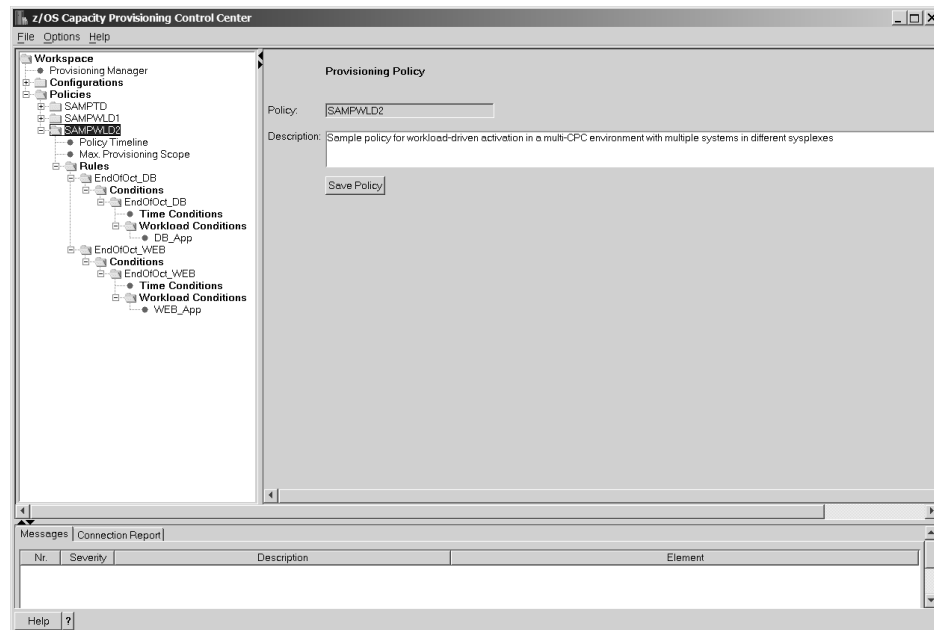 z/OS Capacity Provisioning Control Center
File Options Help
Workspace
Provisioning Manager
Configurations
Policies
SAMPTD
SAMPWLD1
SAMPWLD2
Policy Timeline
Max. Provisioning Scope
Rules
EndOfOct_DB
Conditions
EndOfOct_DB
Time Conditions
Workload Conditions
DB_App
EndOfOct_WEB
Conditions
EndOfOct_WEB
Time Conditions
Workload Conditions
WEB_App
Provisioning Policy
Policy: SAMPWLD2
Description: Sample policy for workload-driven activation in a multi-CPC environment with multiple systems in different sysplexes
Save Policy
Messages Connection Report
Nr. Severity Description Element
Help ?